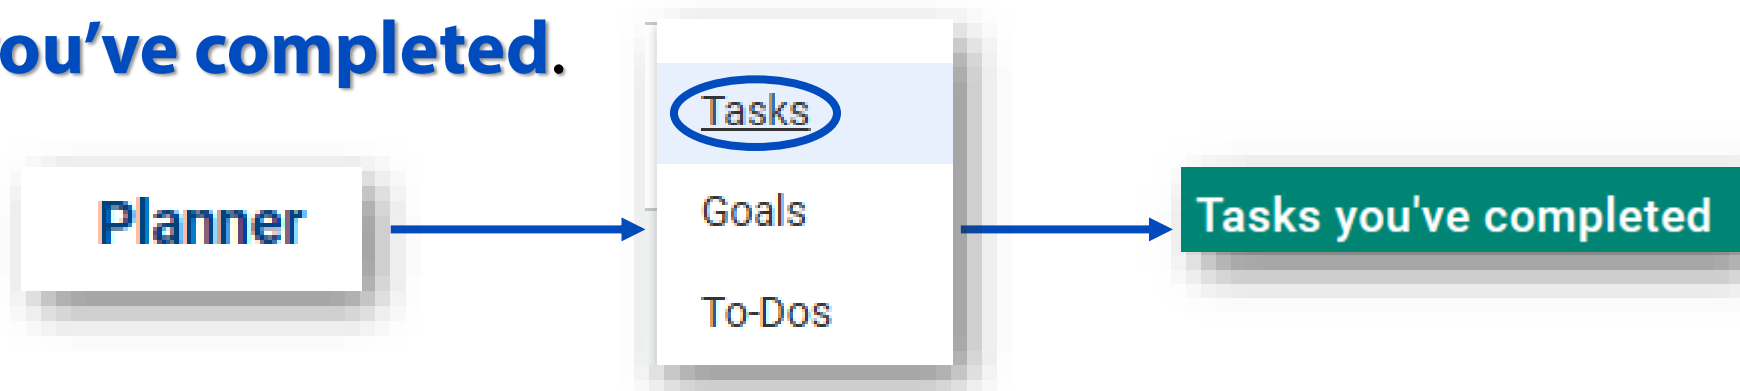 ou’ve completed.
Planner
Tasks
Goals
To-Dos
Tasks you've completed